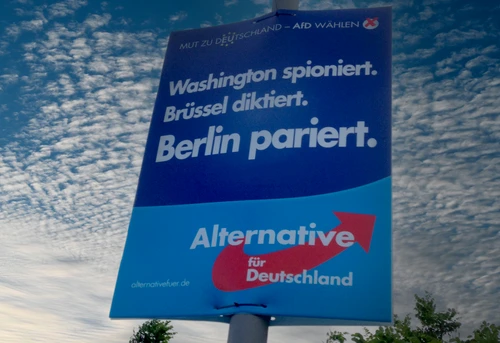 MUT ZU DEUTSCHLAND – AfD WÄHLEN
Washington spioniert.
Brüssel diktiert.
Berlin pariert.
Alternative
für
Deutschland
alternativefuer.de